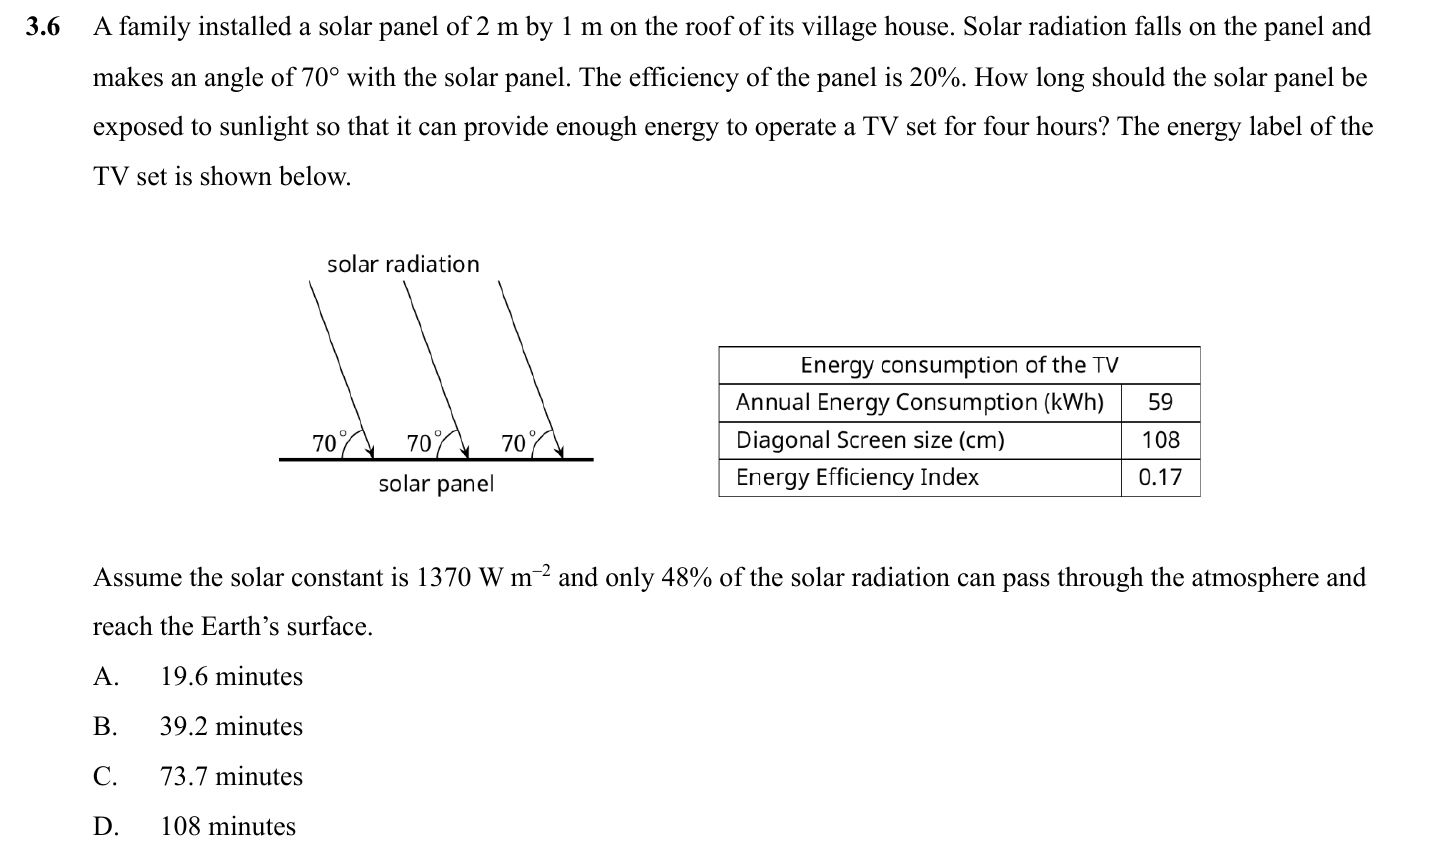 3.6 A family installed a solar panel of 2 m by 1 m on the roof of its village house. Solar radiation falls on the panel and
makes an angle of 70° with the solar panel. The efficiency of the panel is 20%. How long should the solar panel be
exposed to sunlight so that it can provide enough energy to operate a TV set for four hours? The energy label of the
TV set is shown below.
solar radiation
70° 70° 70°
solar panel
Energy consumption of the TV
Annual Energy Consumption (kWh) 59
Diagonal Screen size (cm) 108
Energy Efficiency Index 0.17
Assume the solar constant is 1370 W m⁻² and only 48% of the solar radiation can pass through the atmosphere and
reach the Earth’s surface.
A. 19.6 minutes
B. 39.2 minutes
C. 73.7 minutes
D. 108 minutes